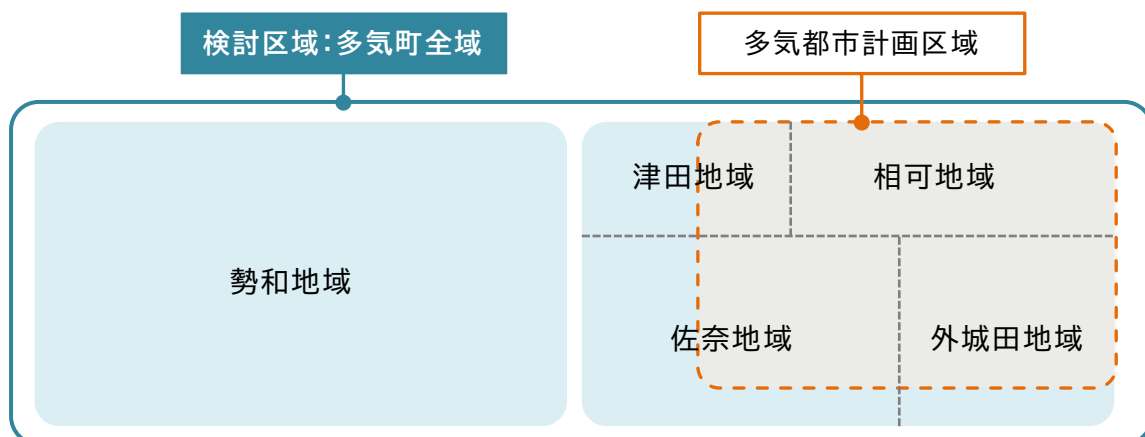 検討区域：多気町全域
多気都市計画区域
津田地域
相可地域
勢和地域
佐奈地域
外城田地域